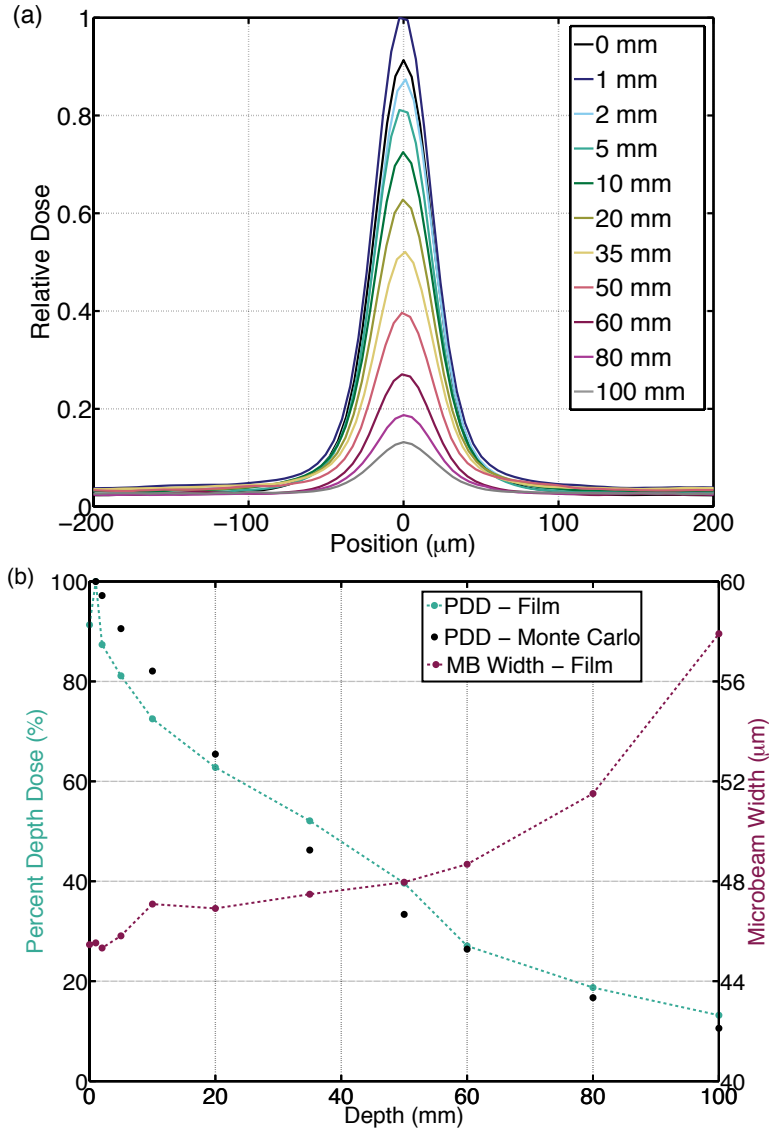 (a)
1
0.8
0.6
0.4
0.2
0
Relative Dose
−200
−100
0
100
200
Position (μm)
0 mm
1 mm
2 mm
5 mm
10 mm
20 mm
35 mm
50 mm
60 mm
80 mm
100 mm
(b)
100
80
60
40
20
0
Percent Depth Dose (%)
PDD − Film
PDD − Monte Carlo
MB Width − Film
60
56
52
48
44
40
Microbeam Width (μm)
0
20
40
60
80
100
Depth (mm)